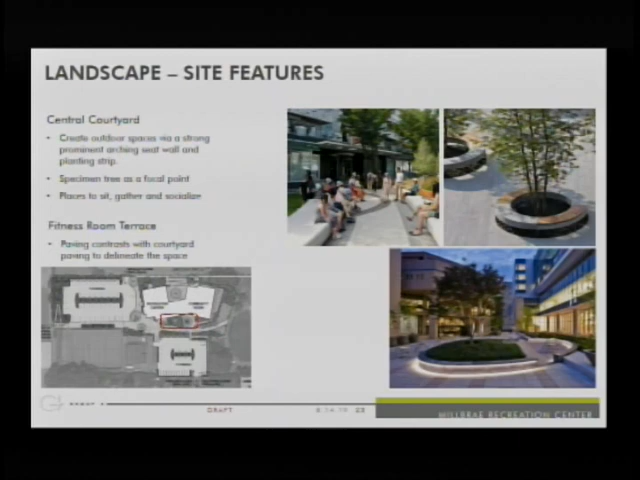 LANDSCAPE – SITE FEATURES
Central Courtyard
• Create outdoor spaces via a strong
prominent arching seat wall and
planting strip.
• Specimen tree as a focal point
• Places to sit, gather and socialize
Fitness Room Terrace
• Paving contrasts with courtyard
paving to delineate the space
DRAFT
MILLBRAE RECREATION CENTER